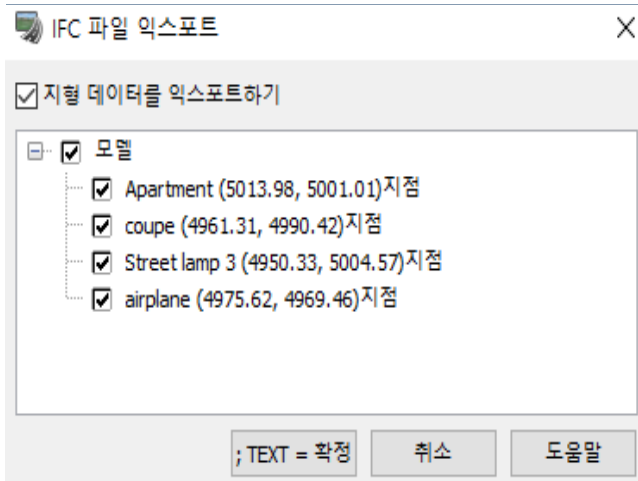 IFC 파일 익스포트
지형 데이터를 익스포트하기
모델
Apartment (5013.98, 5001.01)지점
coupe (4961.31, 4990.42)지점
Street lamp 3 (4950.33, 5004.57)지점
airplane (4975.62, 4969.46)지점
; TEXT = 확정 취소 도움말